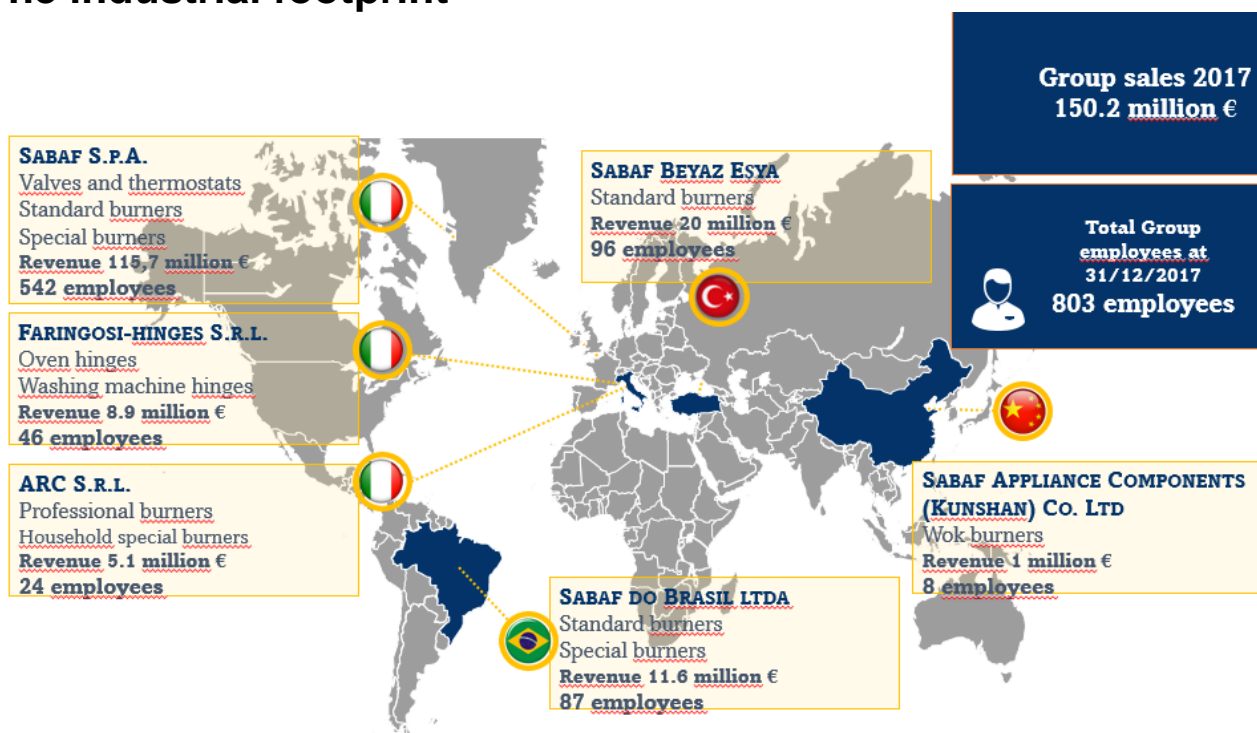 industrial footprint
Group sales 2017
150.2 million €
SABAF S.P.A.
Valves and thermostats
Standard burners
Special burners
Revenue 115,7 million €
542 employees
SABAF BEYAZ ESYA
Standard burners
Revenue 20 million €
96 employees
Total Group
employees at
31/12/2017
803 employees
FARINGOSI-HINGES S.R.L.
Oven hinges
Washing machine hinges
Revenue 8.9 million €
46 employees
ARC S.R.L.
Professional burners
Household special burners
Revenue 5.1 million €
24 employees
SABAF APPLIANCE COMPONENTS
(KUNSHAN) CO. LTD
Wok burners
Revenue 1 million €
8 employees
SABAF DO BRASIL LTDA
Standard burners
Special burners
Revenue 11.6 million €
87 employees